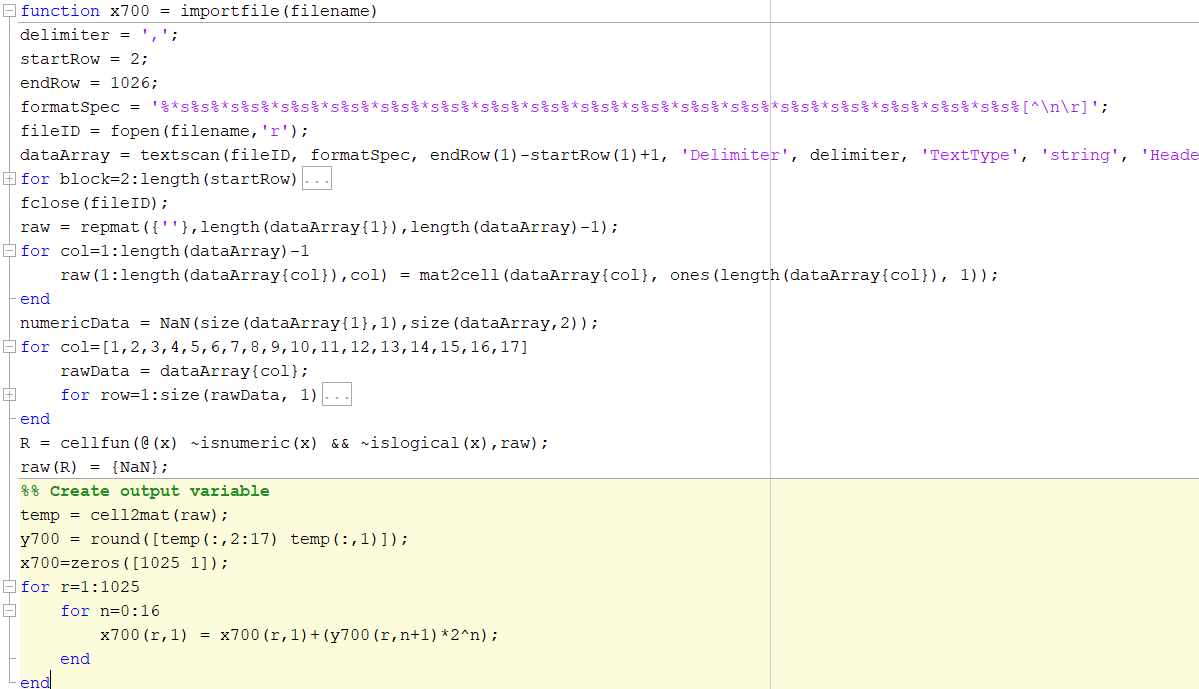 function x700 = importfile(filename)
delimiter = ',';
startRow = 2;
endRow = 1026;
formatSpec = '%*s%s%*s%s%*s%s%*s%s%*s%s%*s%s%*s%s%*s%s%*s%s%*s%s%*s%s%*s%s%*s%s%*s%s%*s%s%*s%s%*s%s%[^\n\r]';
fileID = fopen(filename,'r');
dataArray = textscan(fileID, formatSpec, endRow(1)-startRow(1)+1, 'Delimiter', delimiter, 'TextType', 'string', 'Heade
for block=2:length(startRow)...
fclose(fileID);
raw = repmat({''},length(dataArray{1}),length(dataArray)-1);
for col=1:length(dataArray)-1
    raw(1:length(dataArray{col}),col) = mat2cell(dataArray{col}, ones(length(dataArray{col}), 1));
end
numericData = NaN(size(dataArray{1},1),size(dataArray,2));
for col=[1,2,3,4,5,6,7,8,9,10,11,12,13,14,15,16,17]
    rawData = dataArray{col};
    for row=1:size(rawData, 1)...
end
R = cellfun(@(x) ~isnumeric(x) && ~islogical(x),raw);
raw(R) = {NaN};
%% Create output variable
temp = cell2mat(raw);
y700 = round([temp(:,2:17) temp(:,1)]);
x700=zeros([1025 1]);
for r=1:1025
    for n=0:16
        x700(r,1) = x700(r,1)+(y700(r,n+1)*2^n);
    end
end